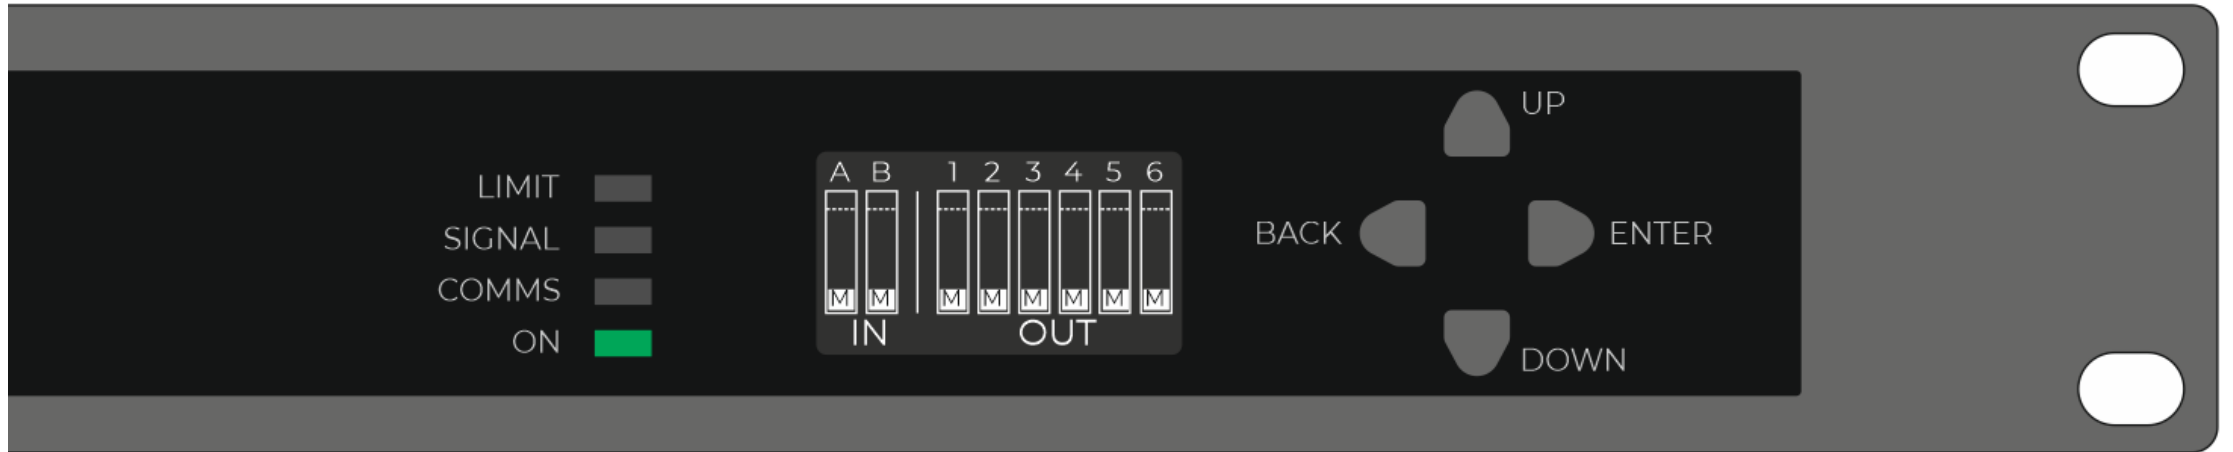 LIMIT
SIGNAL
COMMS
ON
A B 1 2 3 4 5 6
M M M M M M M M
IN OUT
UP
BACK ENTER
DOWN